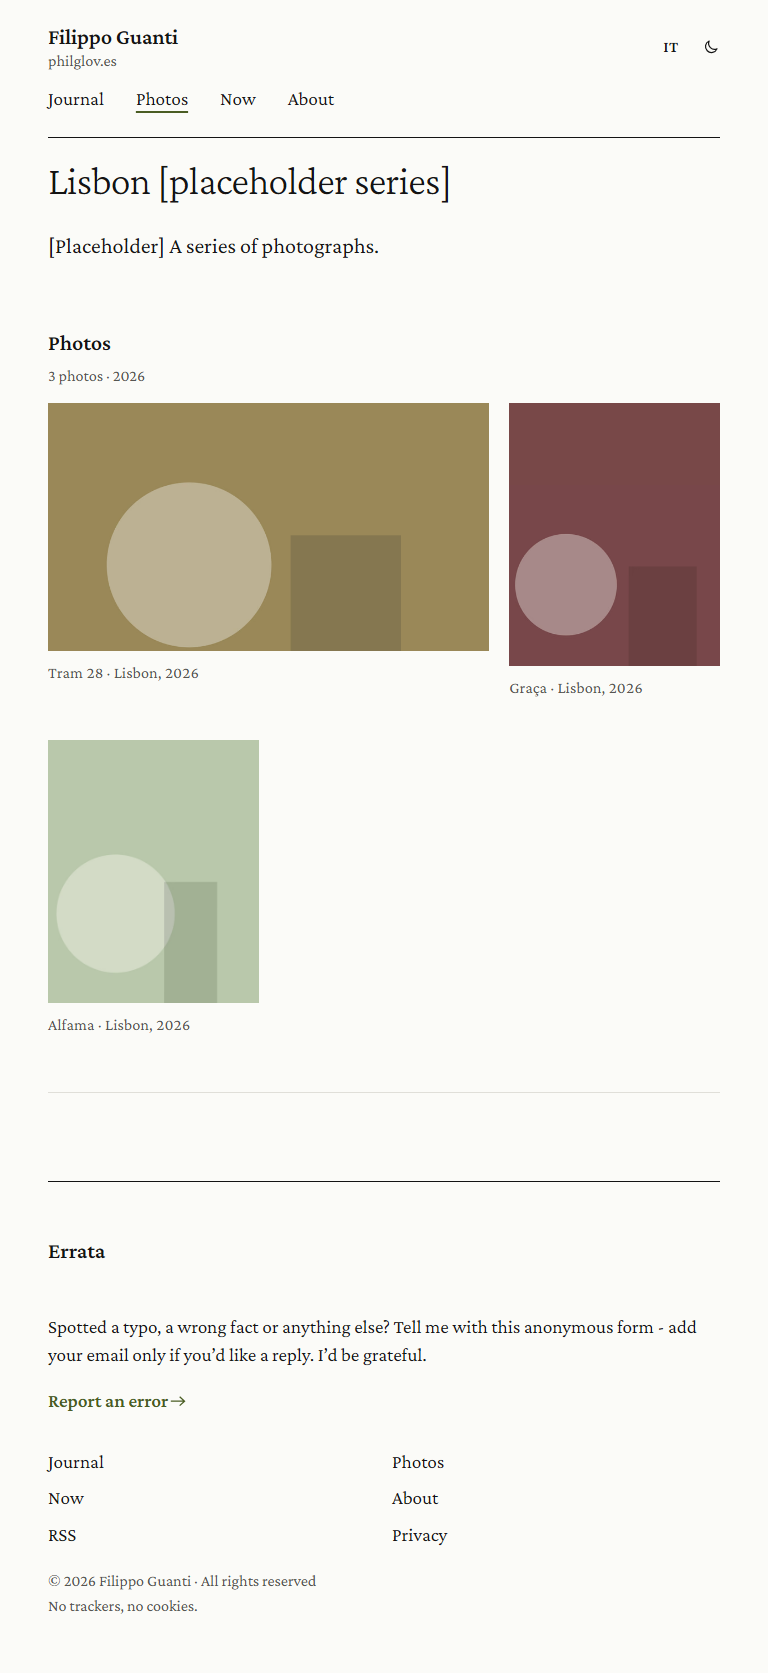 Filippo Guanti
philglov.es
IT
Journal Photos Now About
Lisbon [placeholder series]
[Placeholder] A series of photographs.
Photos
3 photos · 2026
Tram 28 · Lisbon, 2026
Graça · Lisbon, 2026
Alfama · Lisbon, 2026
Errata
Spotted a typo, a wrong fact or anything else? Tell me with this anonymous form - add
your email only if you’d like a reply. I’d be grateful.
Report an error→
Journal Photos
Now About
RSS Privacy
© 2026 Filippo Guanti · All rights reserved
No trackers, no cookies.